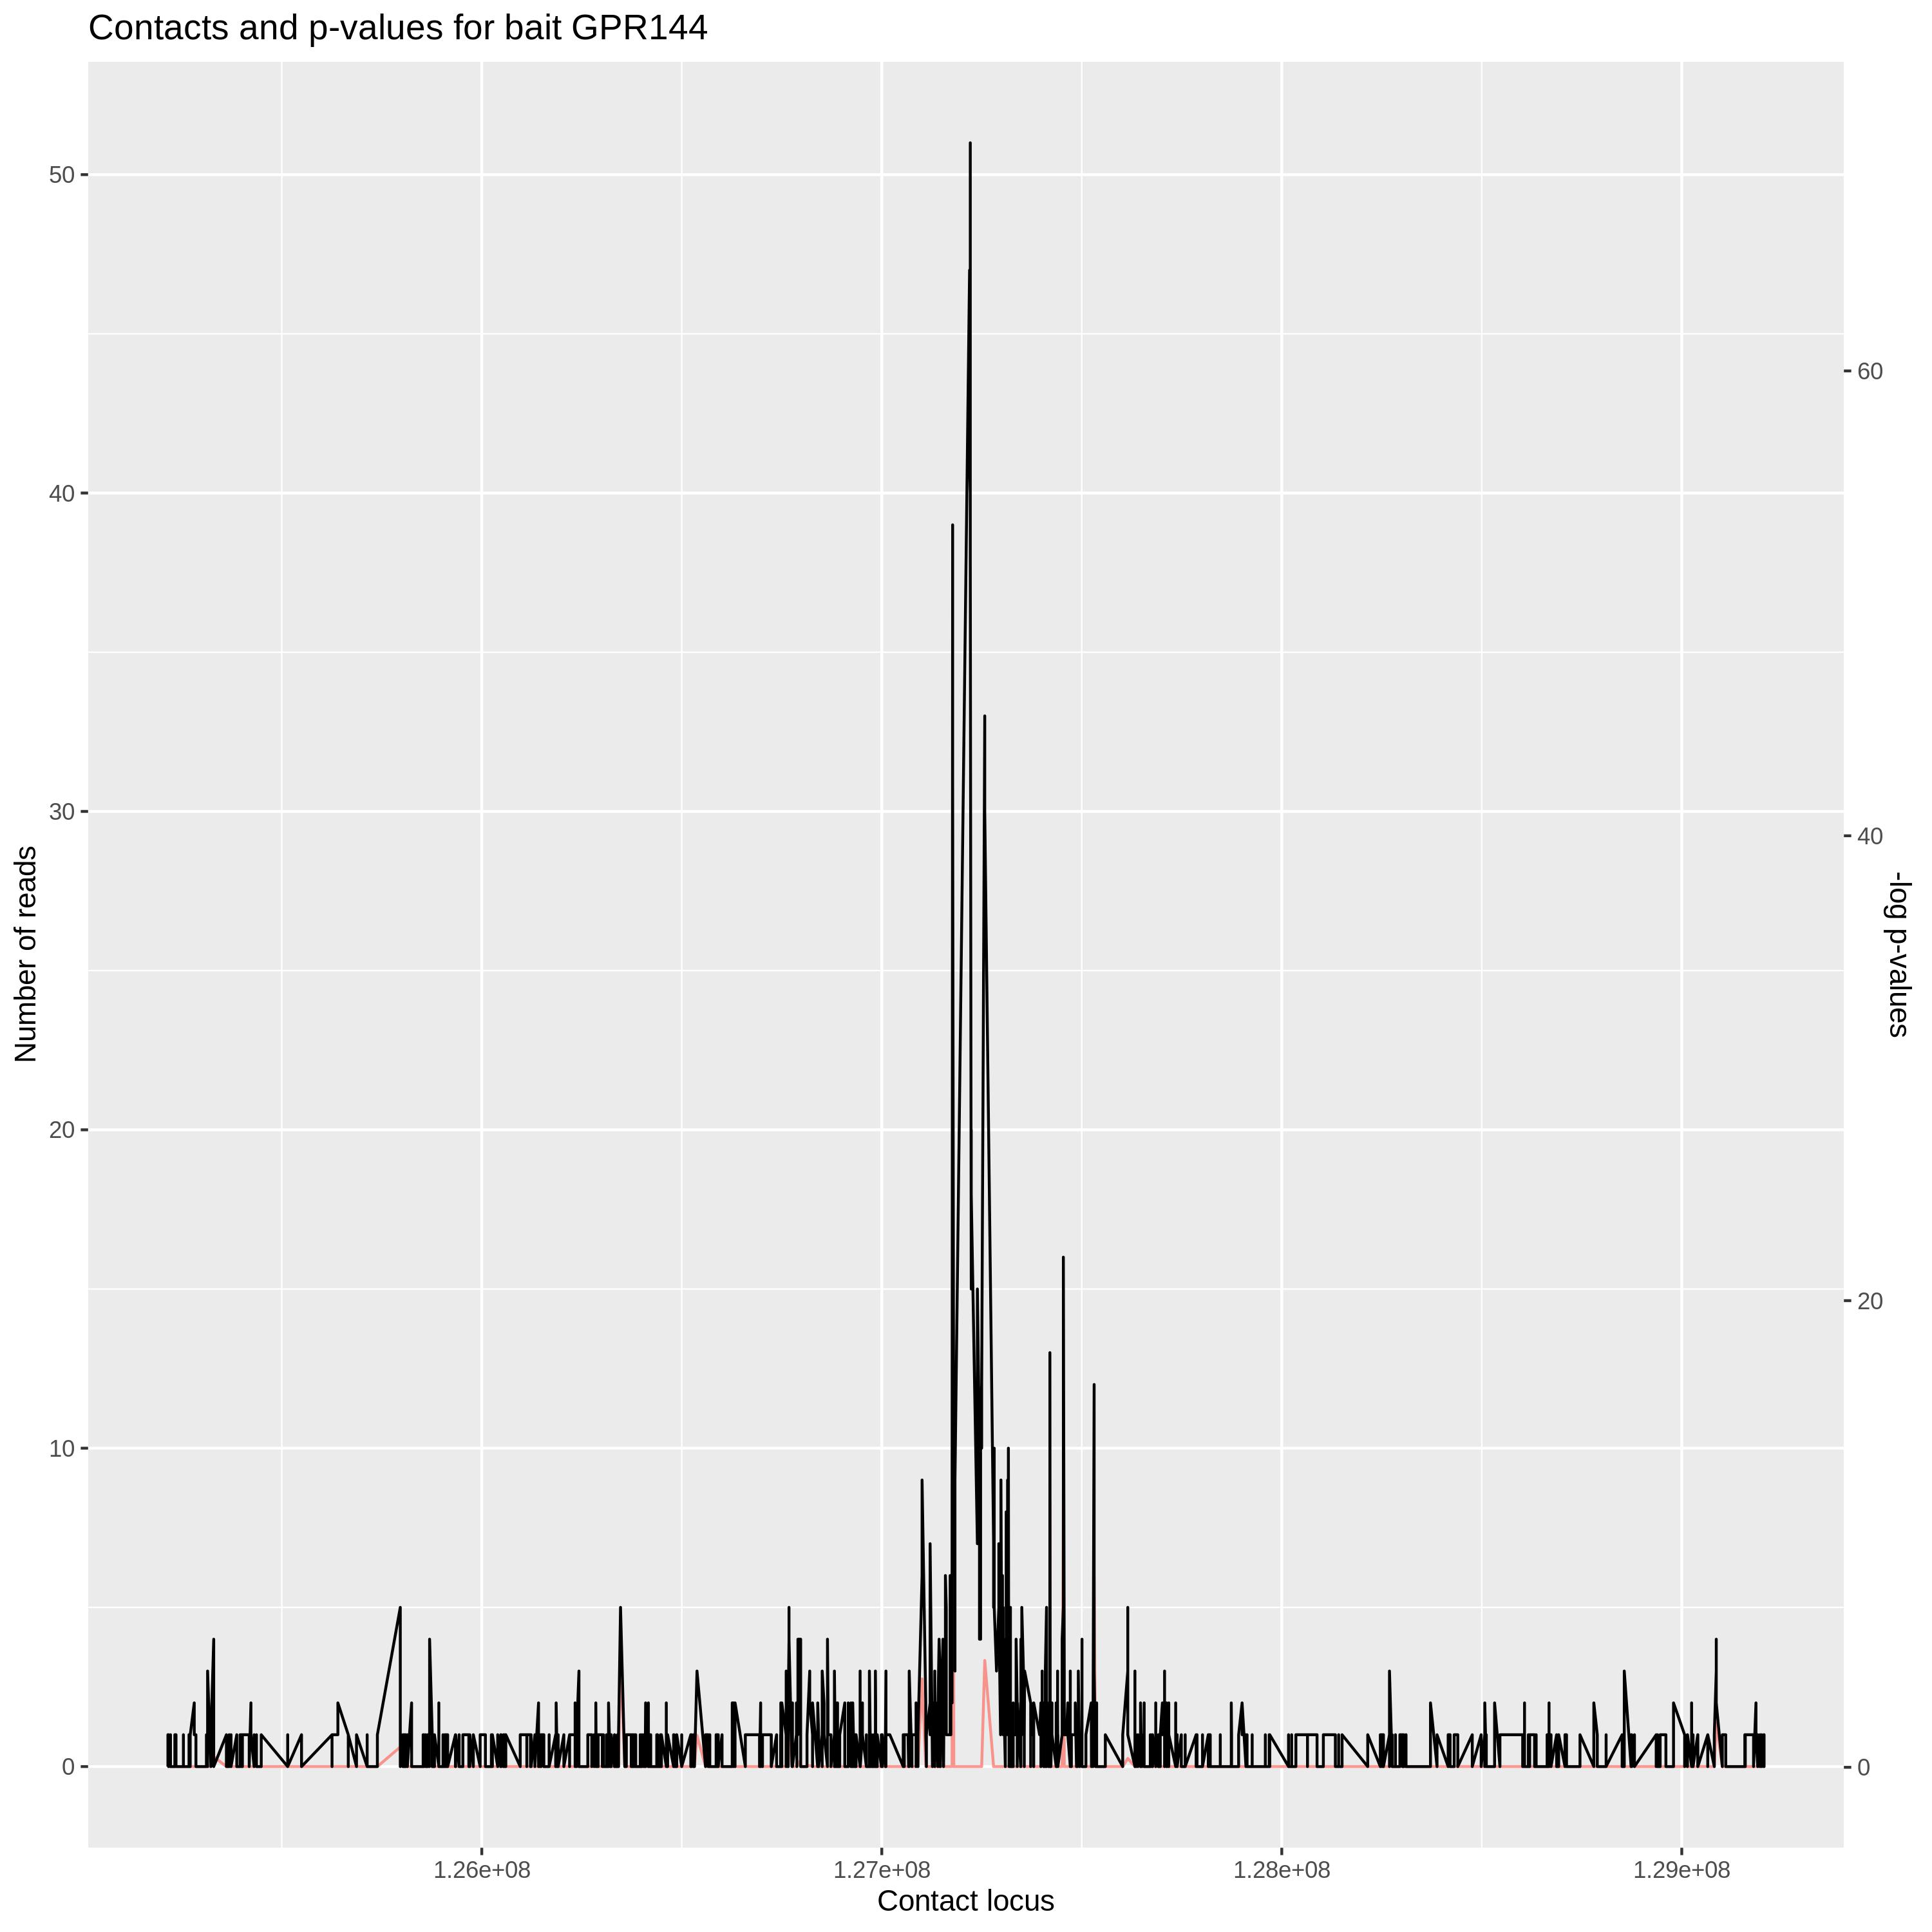 Contacts and p-values for bait GPR144
50
40
30
20
10
0
Number of reads
60
40
20
0
-log p-values
1.26e+08
1.27e+08
1.28e+08
1.29e+08
Contact locus